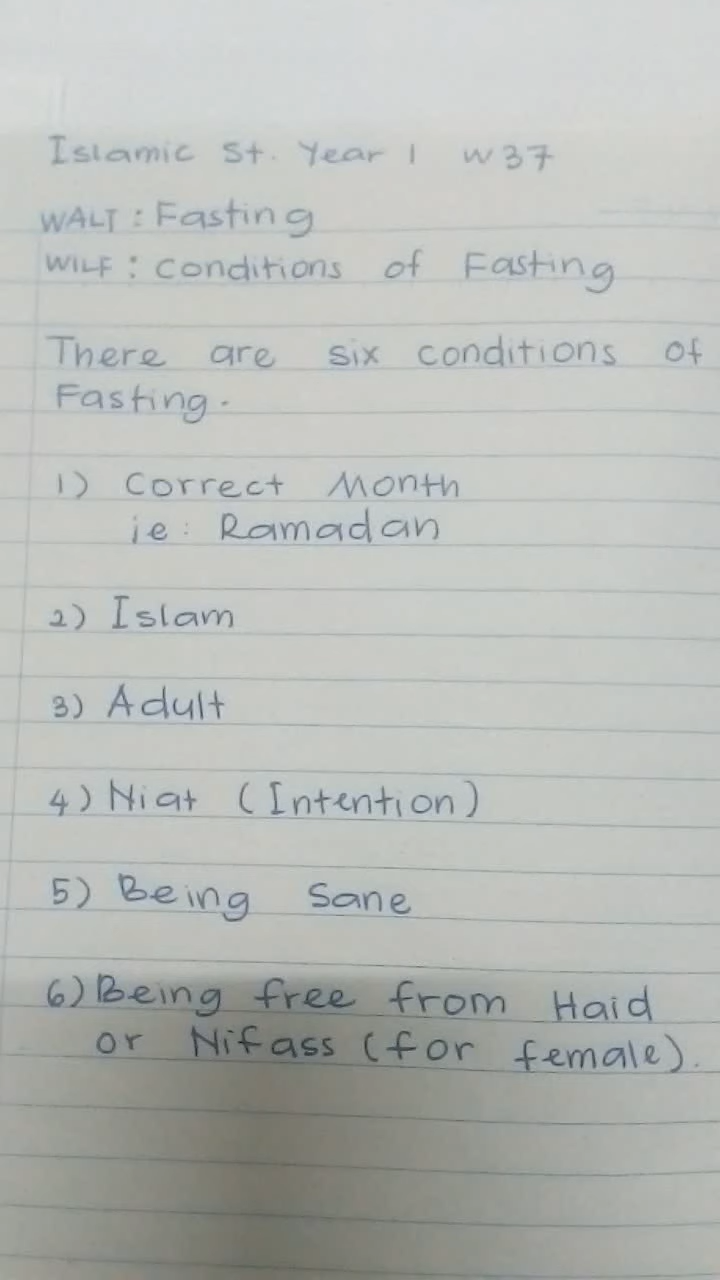 Islamic St. Year 1 W37
WALT : Fasting
WILF : Conditions of Fasting
There are six conditions of
Fasting.
1) Correct Month
ie: Ramadan
2) Islam
3) Adult
4) Niat (Intention)
5) Being Sane
6) Being free from Haid
or Nifass (for female).